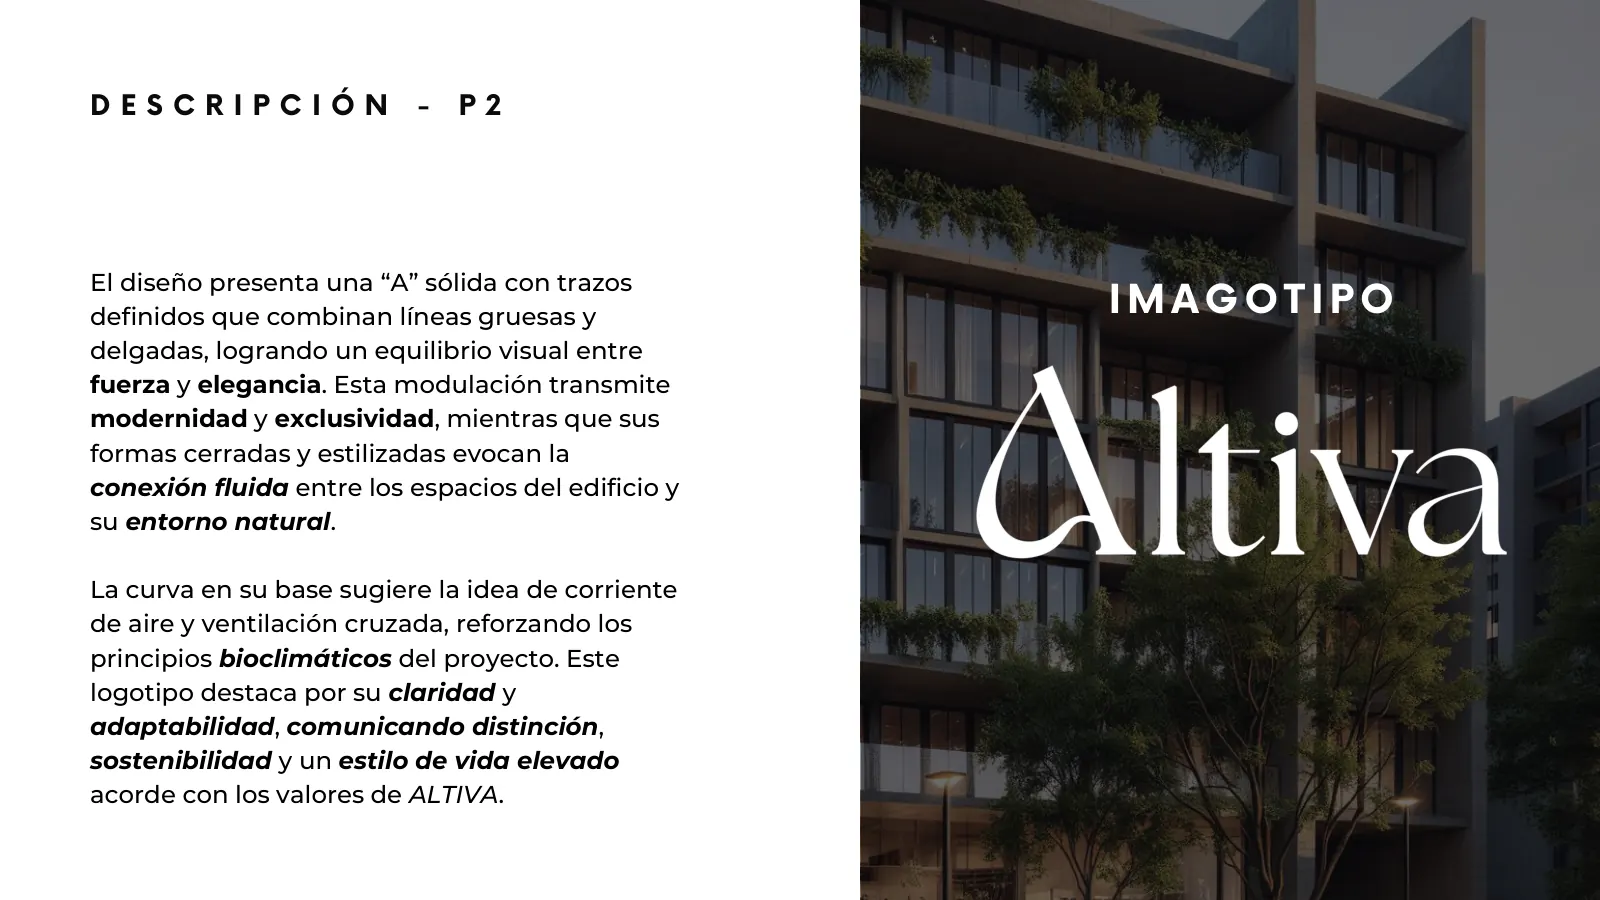 DESCRIPCIÓN - P2
El diseño presenta una “A” sólida con trazos
definidos que combinan líneas gruesas y
delgadas, logrando un equilibrio visual entre
fuerza y elegancia. Esta modulación transmite
modernidad y exclusividad, mientras que sus
formas cerradas y estilizadas evocan la
conexión fluida entre los espacios del edificio y
su entorno natural.
La curva en su base sugiere la idea de corriente
de aire y ventilación cruzada, reforzando los
principios bioclimáticos del proyecto. Este
logotipo destaca por su claridad y
adaptabilidad, comunicando distinción,
sostenibilidad y un estilo de vida elevado
acorde con los valores de ALTIVA.
IMAGOTIPO
Altiva